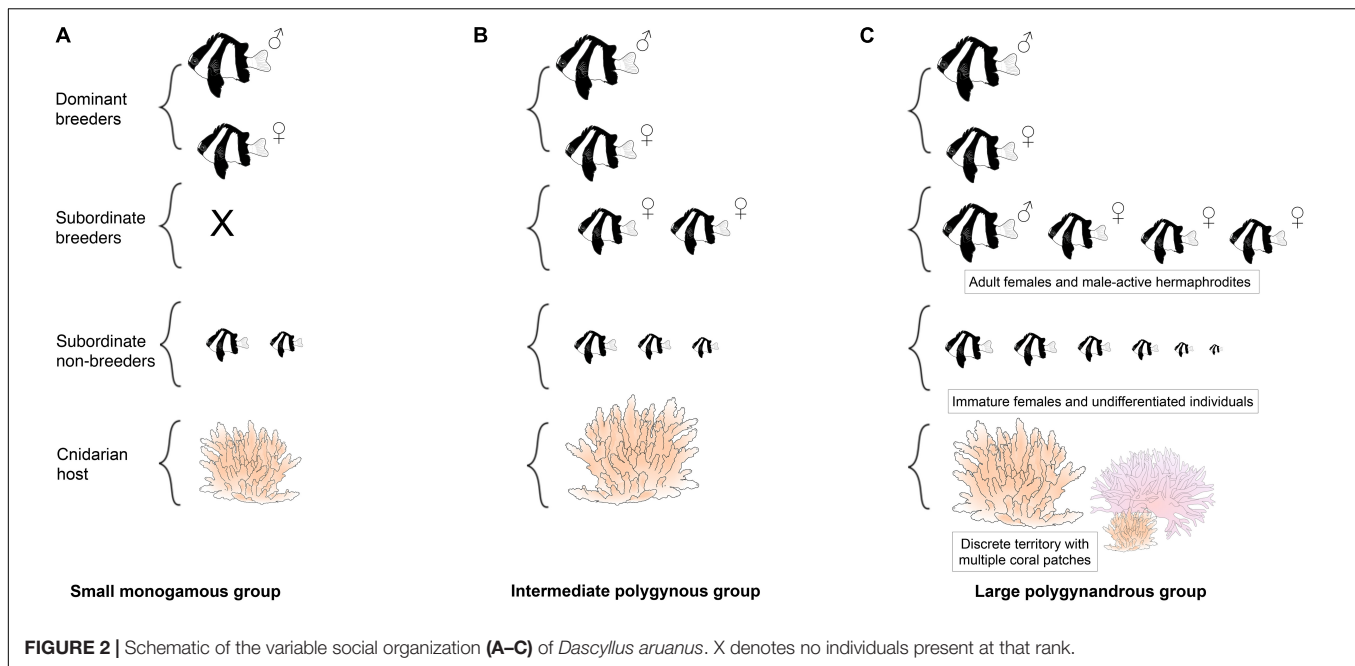 A
B
C
Dominant
breeders
♂
♂
♂
♀
♀
♀
Subordinate
breeders
X
♀
♀
♂
♀
♀
♀
Adult females and male-active hermaphrodites
Subordinate
non-breeders
Immature females and undifferentiated individuals
Cnidarian
host
Discrete territory with
multiple coral patches
Small monogamous group
Intermediate polygynous group
Large polygynandrous group
FIGURE 2 | Schematic of the variable social organization (A–C) of Dascyllus aruanus. X denotes no individuals present at that rank.